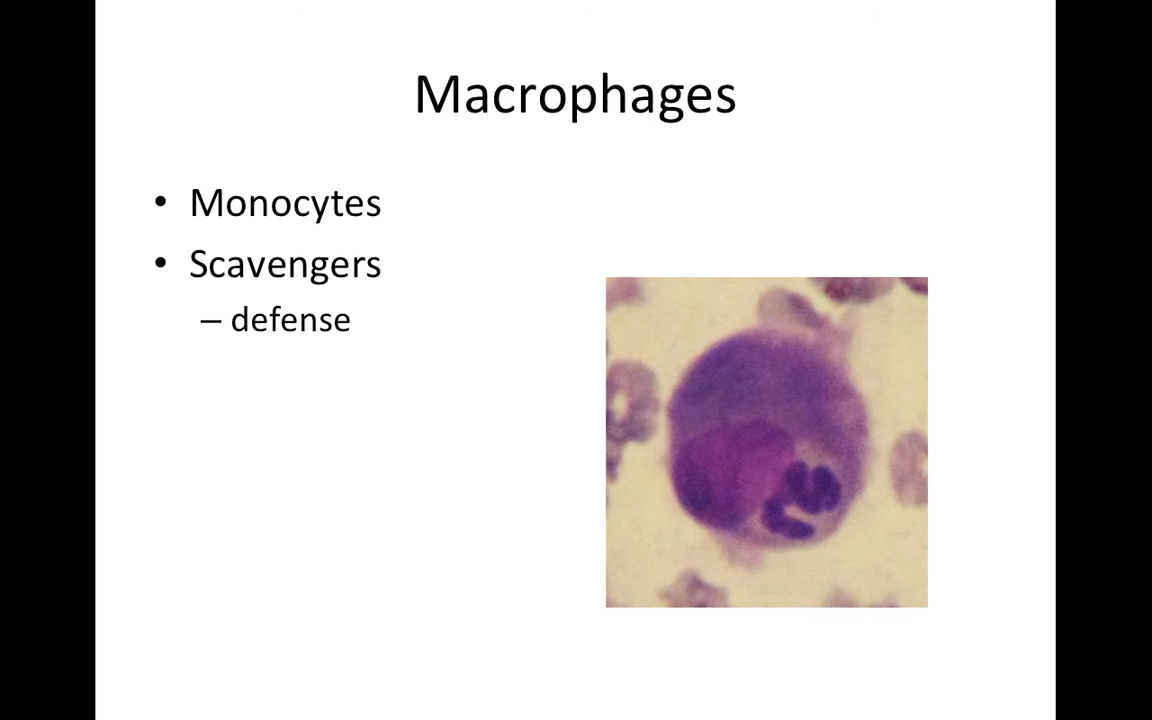 Macrophages
• Monocytes
• Scavengers
– defense